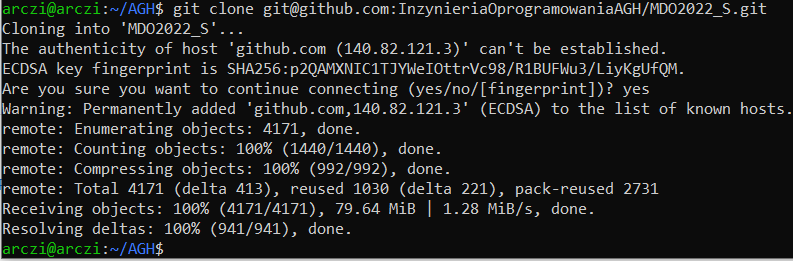 arczi@arczi:~/AGH$ git clone git@github.com:InzynieriaOprogramowaniaAGH/MDO2022_S.git
Cloning into 'MDO2022_S'...
The authenticity of host 'github.com (140.82.121.3)' can't be established.
ECDSA key fingerprint is SHA256:p2QAMXNIC1TJYWeIOttrVc98/R1BUFWu3/LiyKgUfQM.
Are you sure you want to continue connecting (yes/no/[fingerprint])? yes
Warning: Permanently added 'github.com,140.82.121.3' (ECDSA) to the list of known hosts.
remote: Enumerating objects: 4171, done.
remote: Counting objects: 100% (1440/1440), done.
remote: Compressing objects: 100% (992/992), done.
remote: Total 4171 (delta 413), reused 1030 (delta 221), pack-reused 2731
Receiving objects: 100% (4171/4171), 79.64 MiB | 1.28 MiB/s, done.
Resolving deltas: 100% (941/941), done.
arczi@arczi:~/AGH$